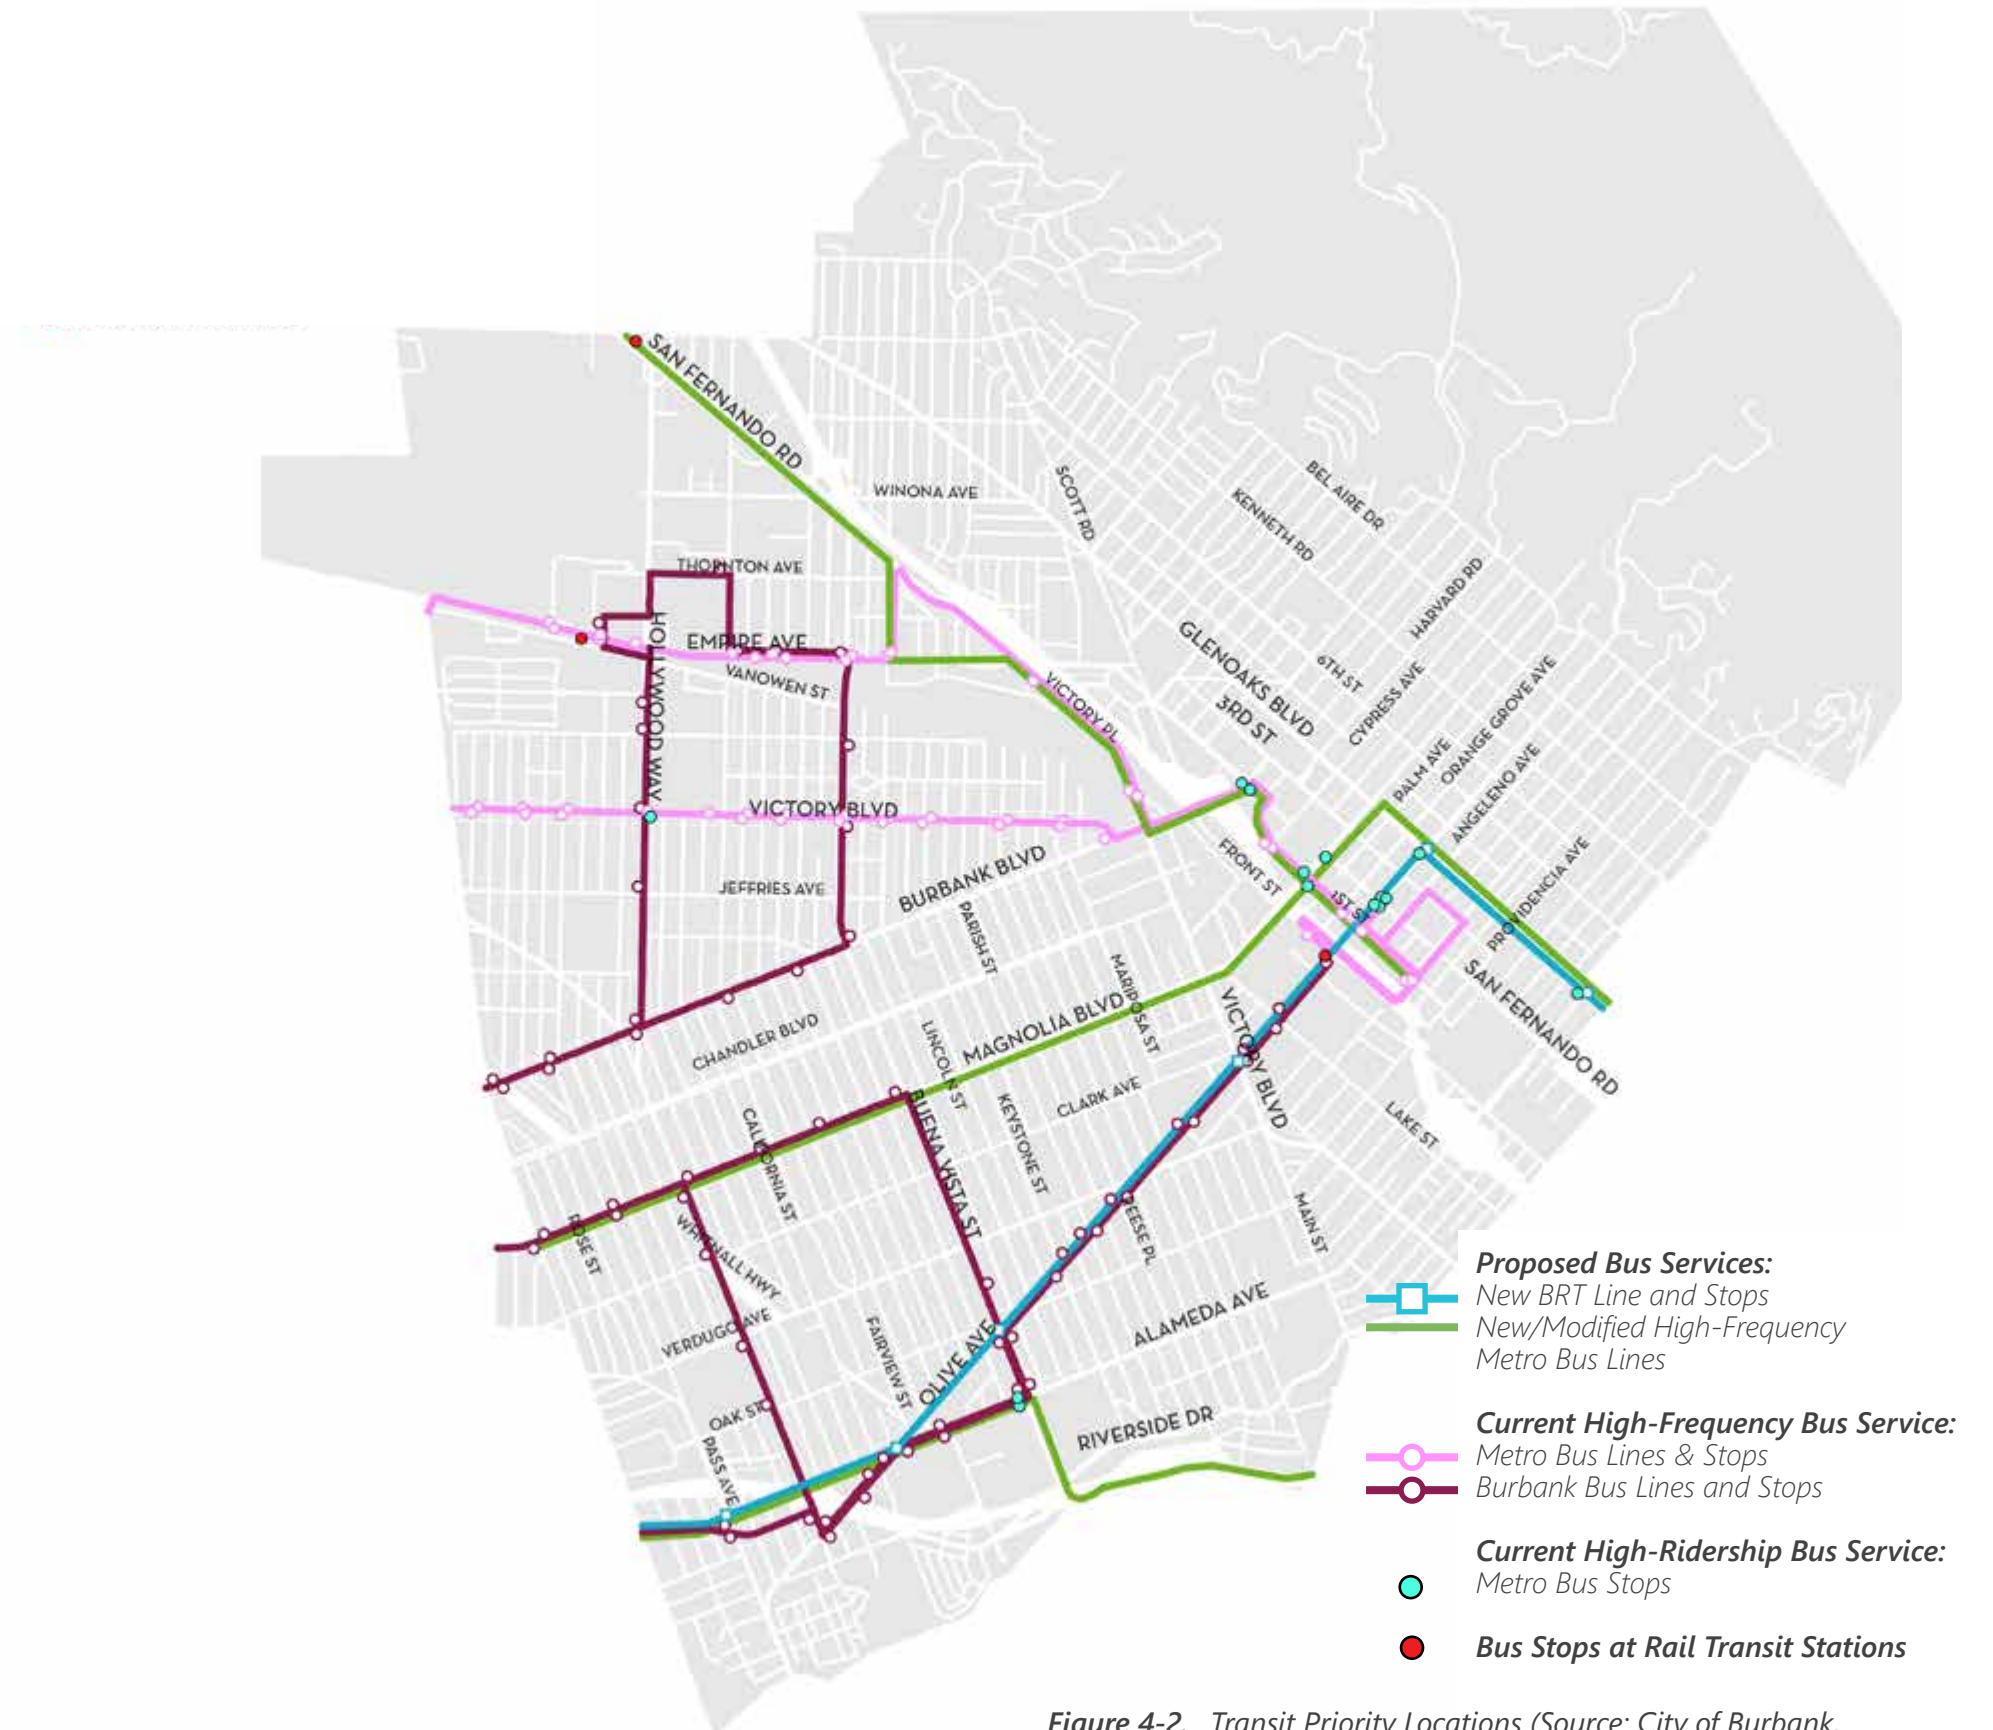 SAN FERNANDO RD
WINONA AVE
SCOTT RD
BEL AIRE DR
KENNETH RD
THORNTON AVE
HARVARD RD
HOLLYWOOD WAY
EMPIRE AVE
VANOWEN ST
GLENOAKS BLVD
6TH ST
3RD ST
CYPRESS AVE
ORANGE GROVE AVE
VICTORY PL
PALM AVE
ANGELENO AVE
VICTORY BLVD
FRONT ST
JEFFRIES AVE
BURBANK BLVD
1ST ST
PROVIDENCIA AVE
PARISH ST
MARIPOSA ST
SAN FERNANDO RD
CHANDLER BLVD
LINCOLN ST
MAGNOLIA BLVD
VICTORY BLVD
BUENA VISTA ST
KEYSTONE ST
CLARK AVE
LAKE ST
CALIFORNIA ST
ROSE ST
WHITNALL HWY
REESE PL
MAIN ST
VERDUGO AVE
FAIRVIEW ST
OLIVE AVE
ALAMEDA AVE
OAK ST
PASS AVE
RIVERSIDE DR
Proposed Bus Services:
New BRT Line and Stops
New/Modified High-Frequency
Metro Bus Lines
Current High-Frequency Bus Service:
Metro Bus Lines & Stops
Burbank Bus Lines and Stops
Current High-Ridership Bus Service:
Metro Bus Stops
Bus Stops at Rail Transit Stations
Figure 4-2. Transit Priority Locations (Source: City of Burbank,